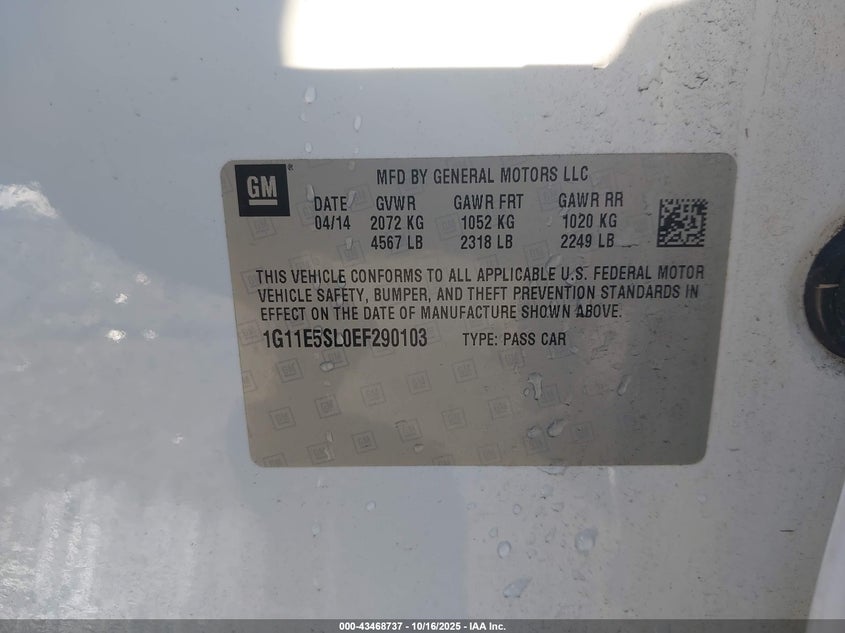 GM
MFD BY GENERAL MOTORS LLC
DATE GVWR GAWR FRT GAWR RR
04/14 2072 KG 1052 KG 1020 KG
4567 LB 2318 LB 2249 LB
THIS VEHICLE CONFORMS TO ALL APPLICABLE U.S. FEDERAL MOTOR
VEHICLE SAFETY, BUMPER, AND THEFT PREVENTION STANDARDS IN
EFFECT ON THE DATE OF MANUFACTURE SHOWN ABOVE.
1G11E5SL0EF290103 TYPE: PASS CAR
000-43468737 - 10/16/2025 - IAA Inc.